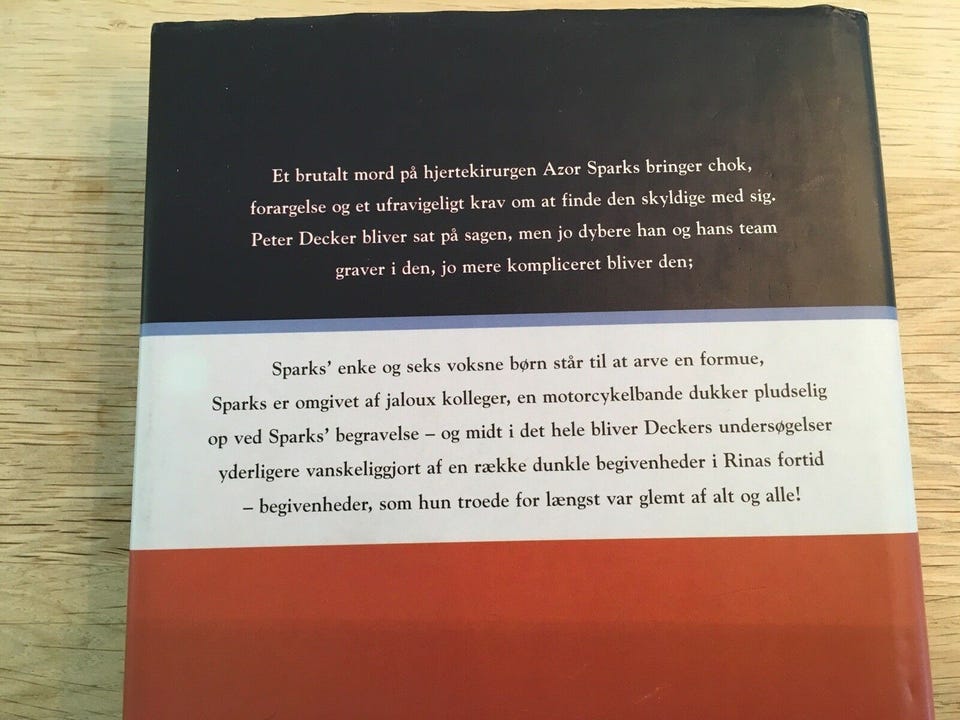 Et brutalt mord på hjertekirurgen Azor Sparks bringer chok,
forargelse og et ufravigeligt krav om at finde den skyldige med sig.
Peter Decker bliver sat på sagen, men jo dybere han og hans team
graver i den, jo mere kompliceret bliver den;
Sparks’ enke og seks voksne børn står til at arve en formue,
Sparks er omgivet af jaloux kolleger, en motorcykelbande dukker pludselig
op ved Sparks’ begravelse – og midt i det hele bliver Deckers undersøgelser
yderligere vanskeliggjort af en række dunkle begivenheder i Rinas fortid
– begivenheder, som hun troede for længst var glemt af alt og alle!